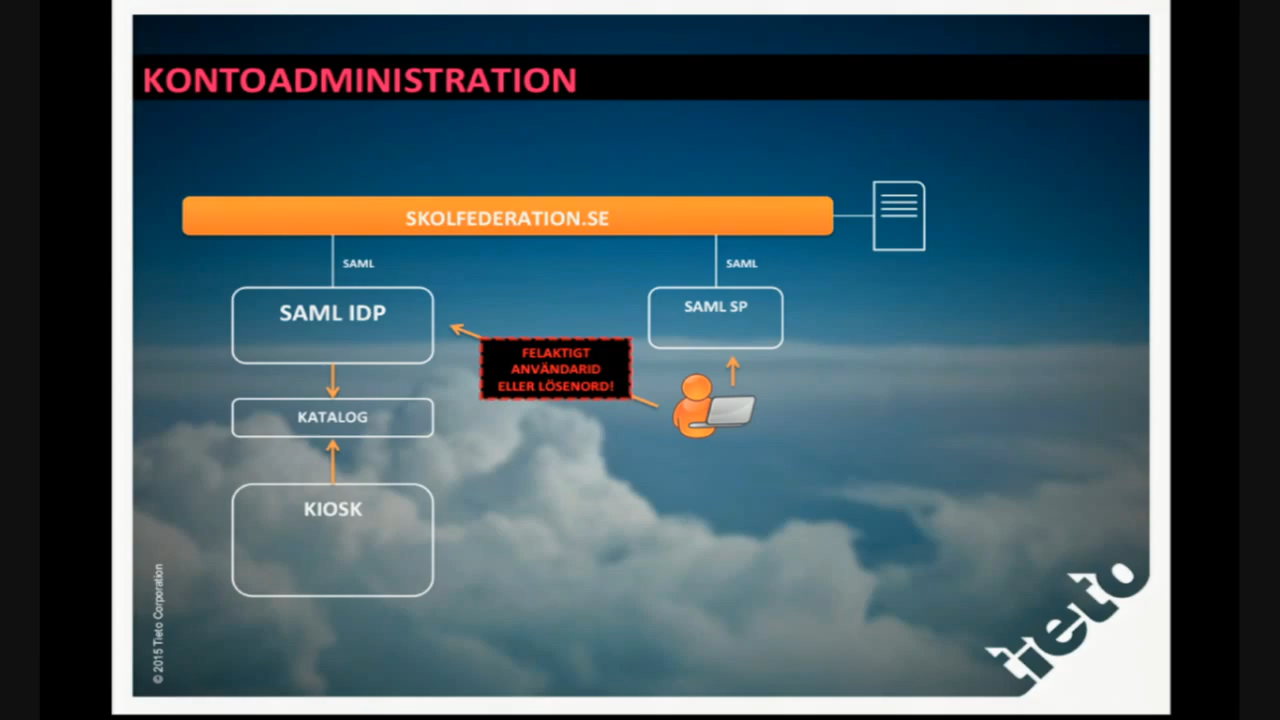 KONTOADMINISTRATION
SKOLFEDERATION.SE
SAML
SAML
SAML IDP
SAML SP
FELAKTIGT
ANVÄNDARID
ELLER LÖSENORD!
KATALOG
KIOSK
© 2015 Tieto Corporation
tieto